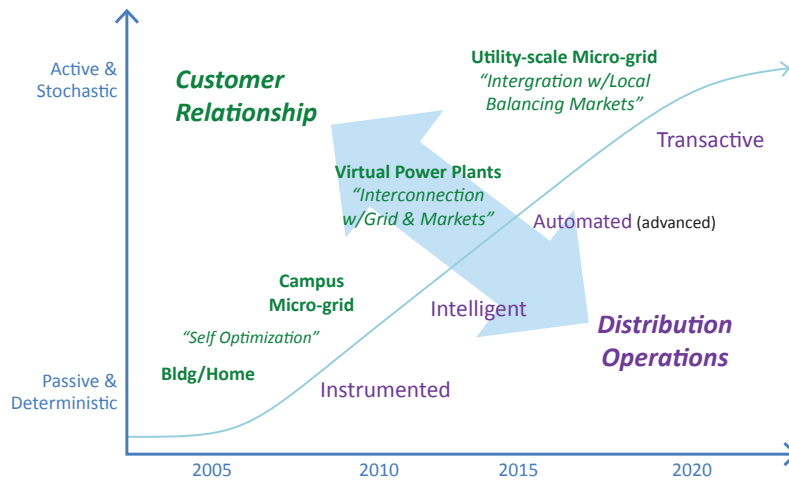 Active &
Stochastic
Customer
Relationship
Utility-scale Micro-grid
“Intergration w/Local
Balancing Markets”
Transactive
Virtual Power Plants
“Interconnection
w/Grid & Markets”
Automated (advanced)
Campus
Micro-grid
Intelligent
“Self Optimization”
Distribution
Operations
Bldg/Home
Instrumented
Passive &
Deterministic
2005
2010
2015
2020